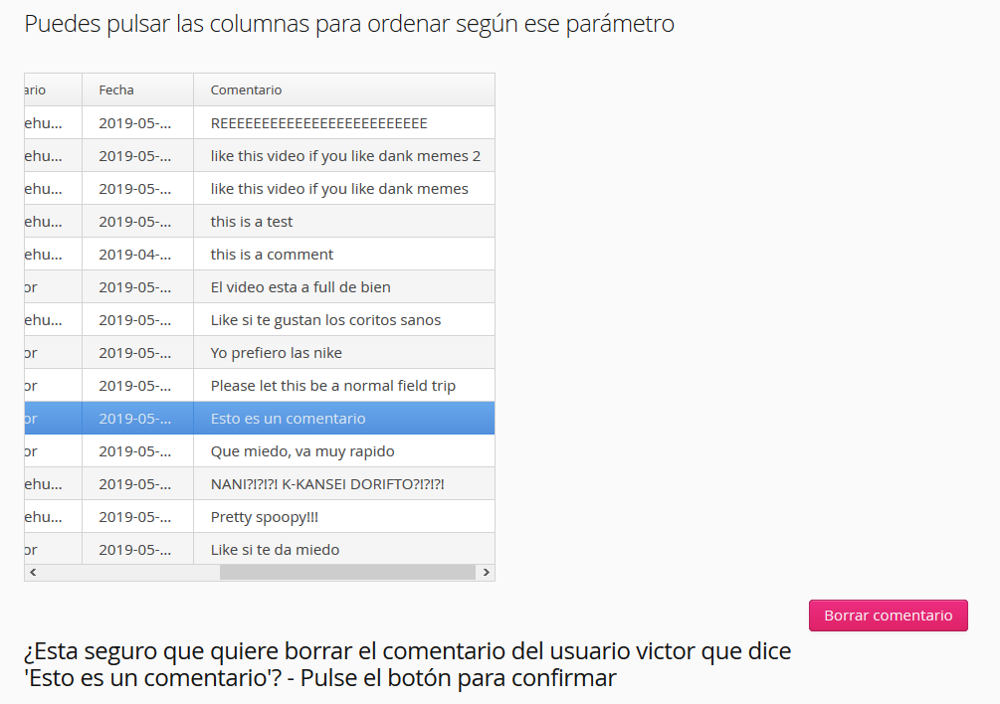 Puedes pulsar las columnas para ordenar según ese parámetro
ario Fecha Comentario
ehu... 2019-05-... REEEEEEEEEEEEEEEEEEEEEEEEE
ehu... 2019-05-... like this video if you like dank memes 2
ehu... 2019-05-... like this video if you like dank memes
ehu... 2019-05-... this is a test
ehu... 2019-04-... this is a comment
or 2019-05-... El video esta a full de bien
ehu... 2019-05-... Like si te gustan los coritos sanos
or 2019-05-... Yo prefiero las nike
or 2019-05-... Please let this be a normal field trip
or 2019-05-... Esto es un comentario
or 2019-05-... Que miedo, va muy rapido
ehu... 2019-05-... NANI?!?!?! K-KANSEI DORIFTO?!?!?!
ehu... 2019-05-... Pretty spoopy!!!
or 2019-05-... Like si te da miedo
Borrar comentario
¿Esta seguro que quiere borrar el comentario del usuario victor que dice
'Esto es un comentario'? - Pulse el botón para confirmar